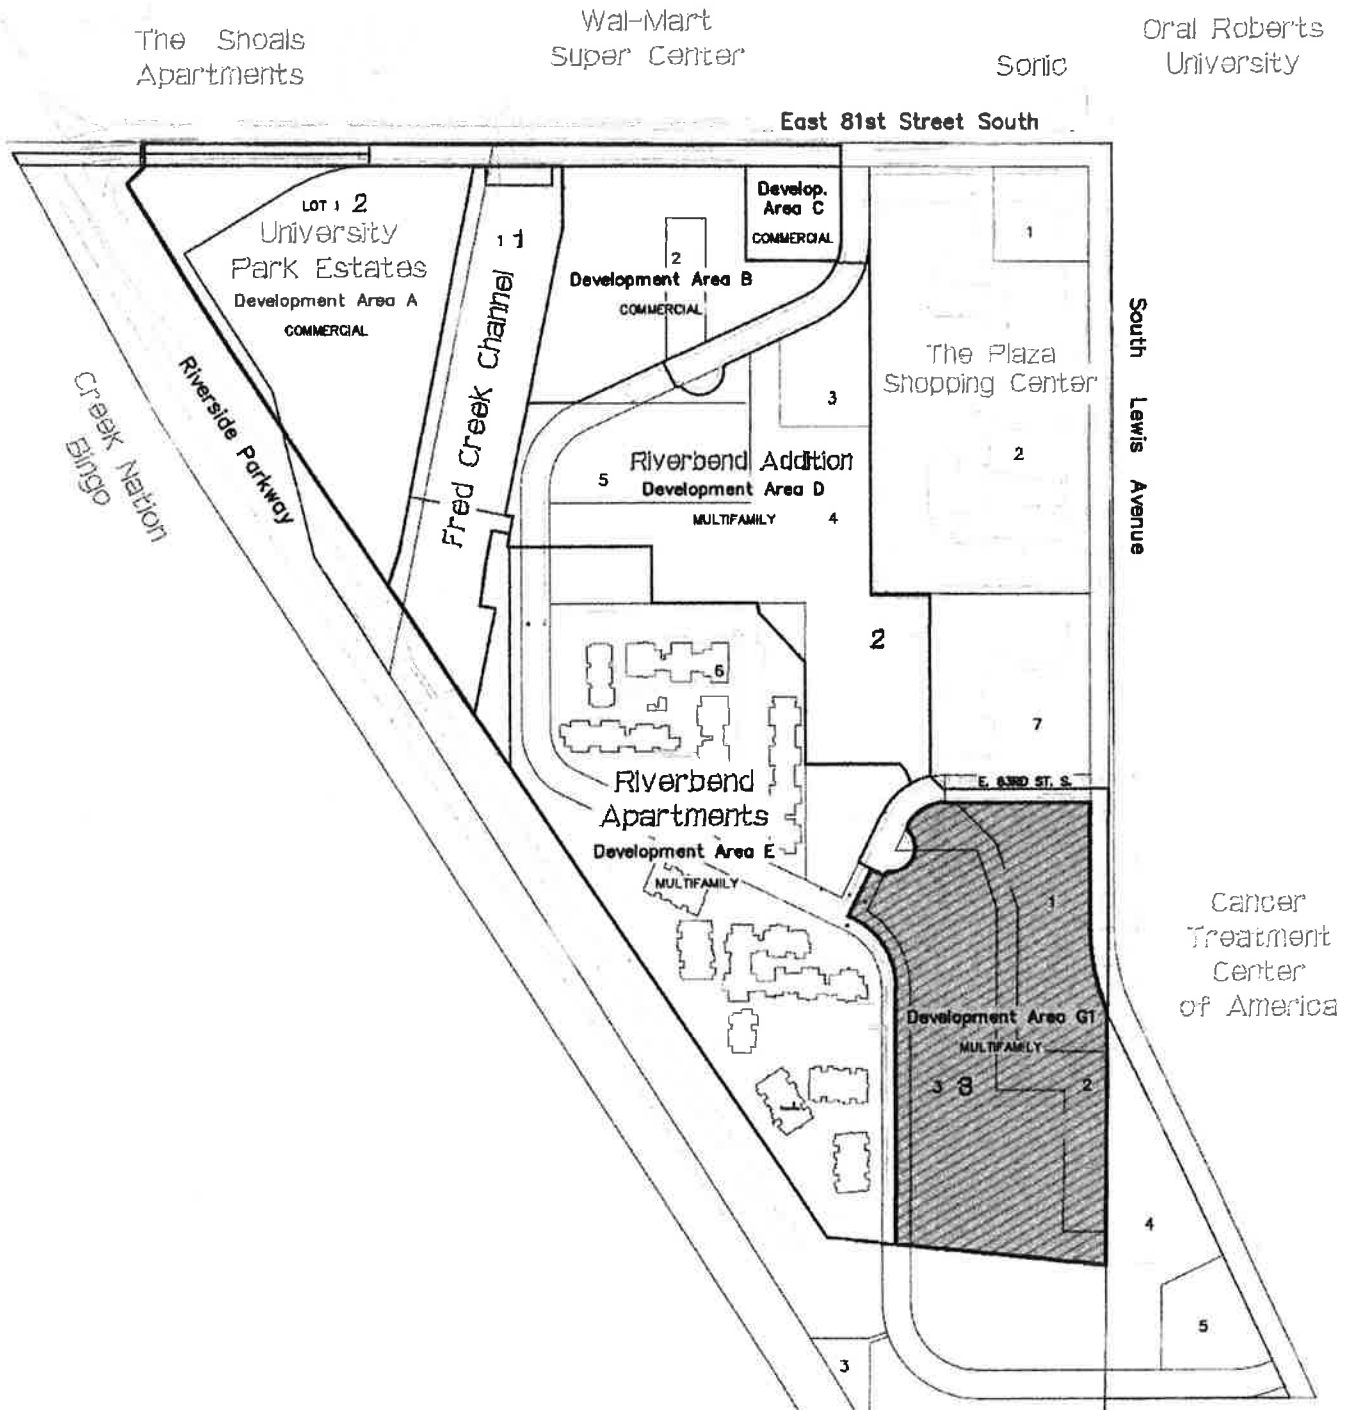 The Shoals
Apartments
Wal-Mart
Super Center
Sonic
Oral Roberts
University
East 81st Street South
LOT 1 2
University
Park Estates
Development Area A
COMMERCIAL
1 1
Fred Creek Channel
2
Development Area B
COMMERCIAL
Develop.
Area C
COMMERCIAL
1
The Plaza
Shopping Center
2
South Lewis Avenue
Creek Nation
Bingo
Riverside Parkway
3
5
Riverbend Addition
Development Area D
MULTIFAMILY
4
2
6
7
E. 83RD ST. S.
Riverbend
Apartments
Development Area E
MULTIFAMILY
1
Cancer
Treatment
Center
of America
Development Area G1
MULTIFAMILY
3 3
2
4
5
3